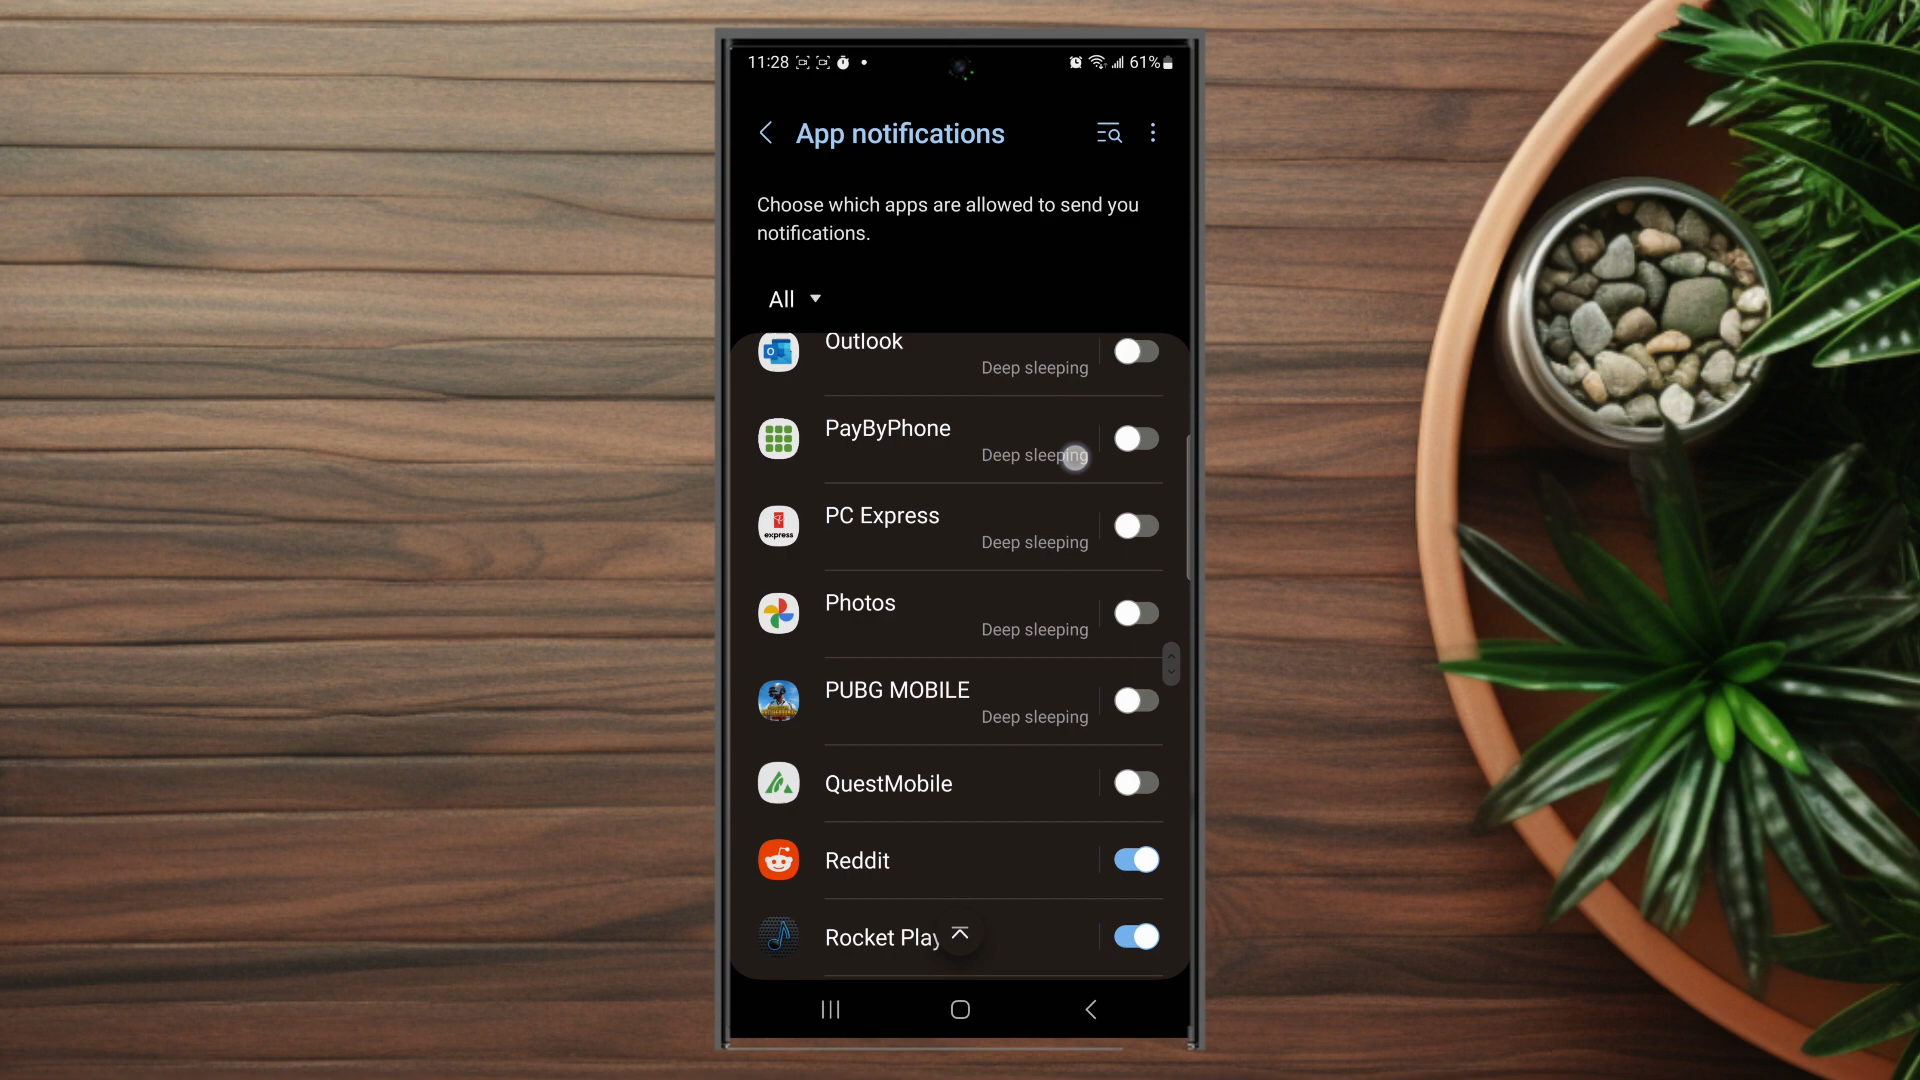 11:28
61%
App notifications
Choose which apps are allowed to send you
notifications.
All
Outlook
Deep sleeping
PayByPhone
Deep sleeping
PC Express
express
Deep sleeping
Photos
Deep sleeping
PUBG MOBILE
Deep sleeping
QuestMobile
Reddit
Rocket Play